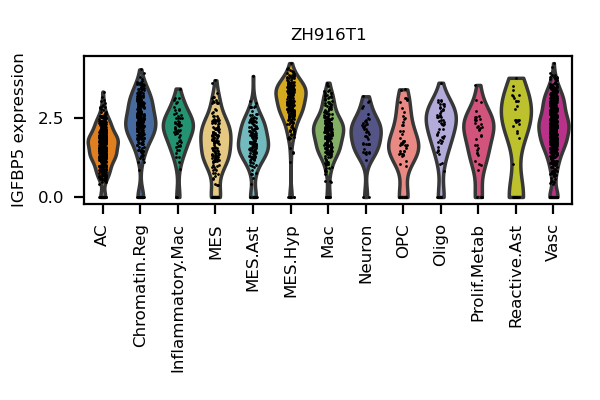 ZH916T1
IGFBP5 expression
2.5
0.0
AC
Chromatin.Reg
Inflammatory.Mac
MES
MES.Ast
MES.Hyp
Mac
Neuron
OPC
Oligo
Prolif.Metab
Reactive.Ast
Vasc